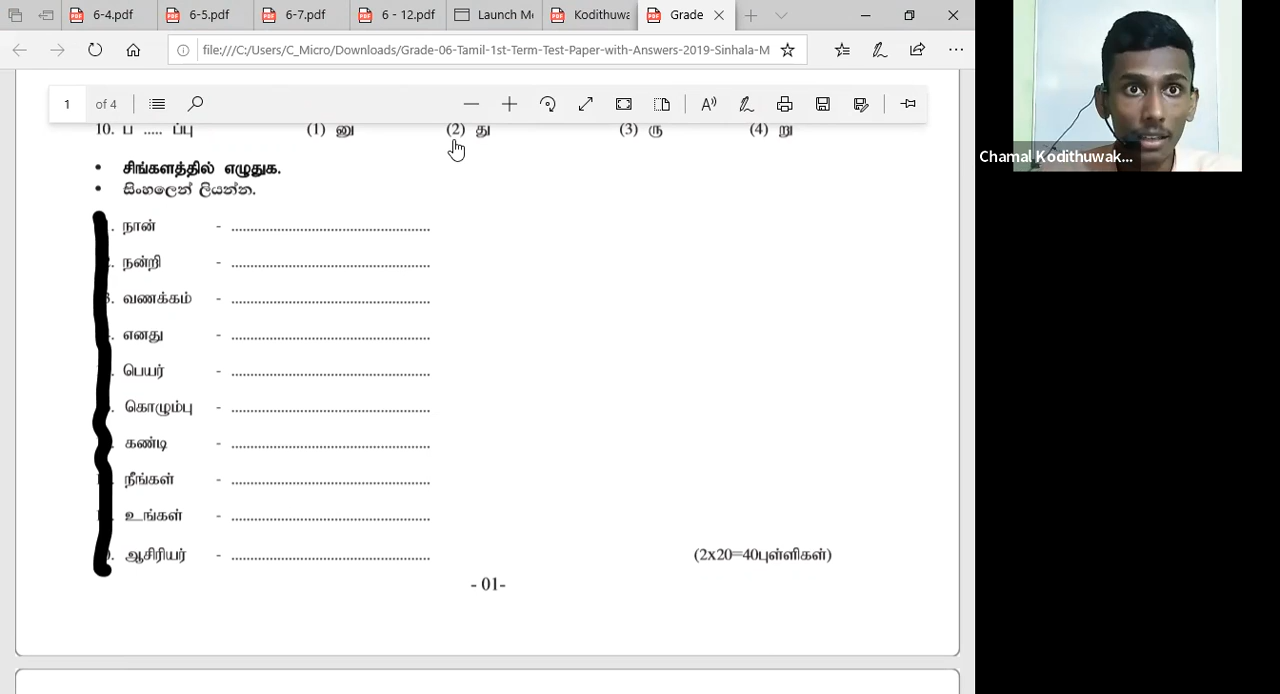 6-4.pdf 6-5.pdf 6-7.pdf 6 - 12.pdf Launch Me Kodithuwa Grade
file:///C:/Users/C_Micro/Downloads/Grade-06-Tamil-1st-Term-Test-Paper-with-Answers-2019-Sinhala-M
1 of 4
10. ப ..... ப்பு (1) னு (2) து (3) ரு (4) று
• சிங்களத்தில் எழுதுக.
• සිංහලෙන් ලියන්න.
. நான் - ............................................
. நன்றி - ............................................
3. வணக்கம் - ............................................
. எனது - ............................................
. பெயர் - ............................................
. கொழும்பு - ............................................
. கண்டி - ............................................
. நீங்கள் - ............................................
. உங்கள் - ............................................
. ஆசிரியர் - ............................................ (2x20=40புள்ளிகள்)
- 01-
Chamal Kodithuwak...